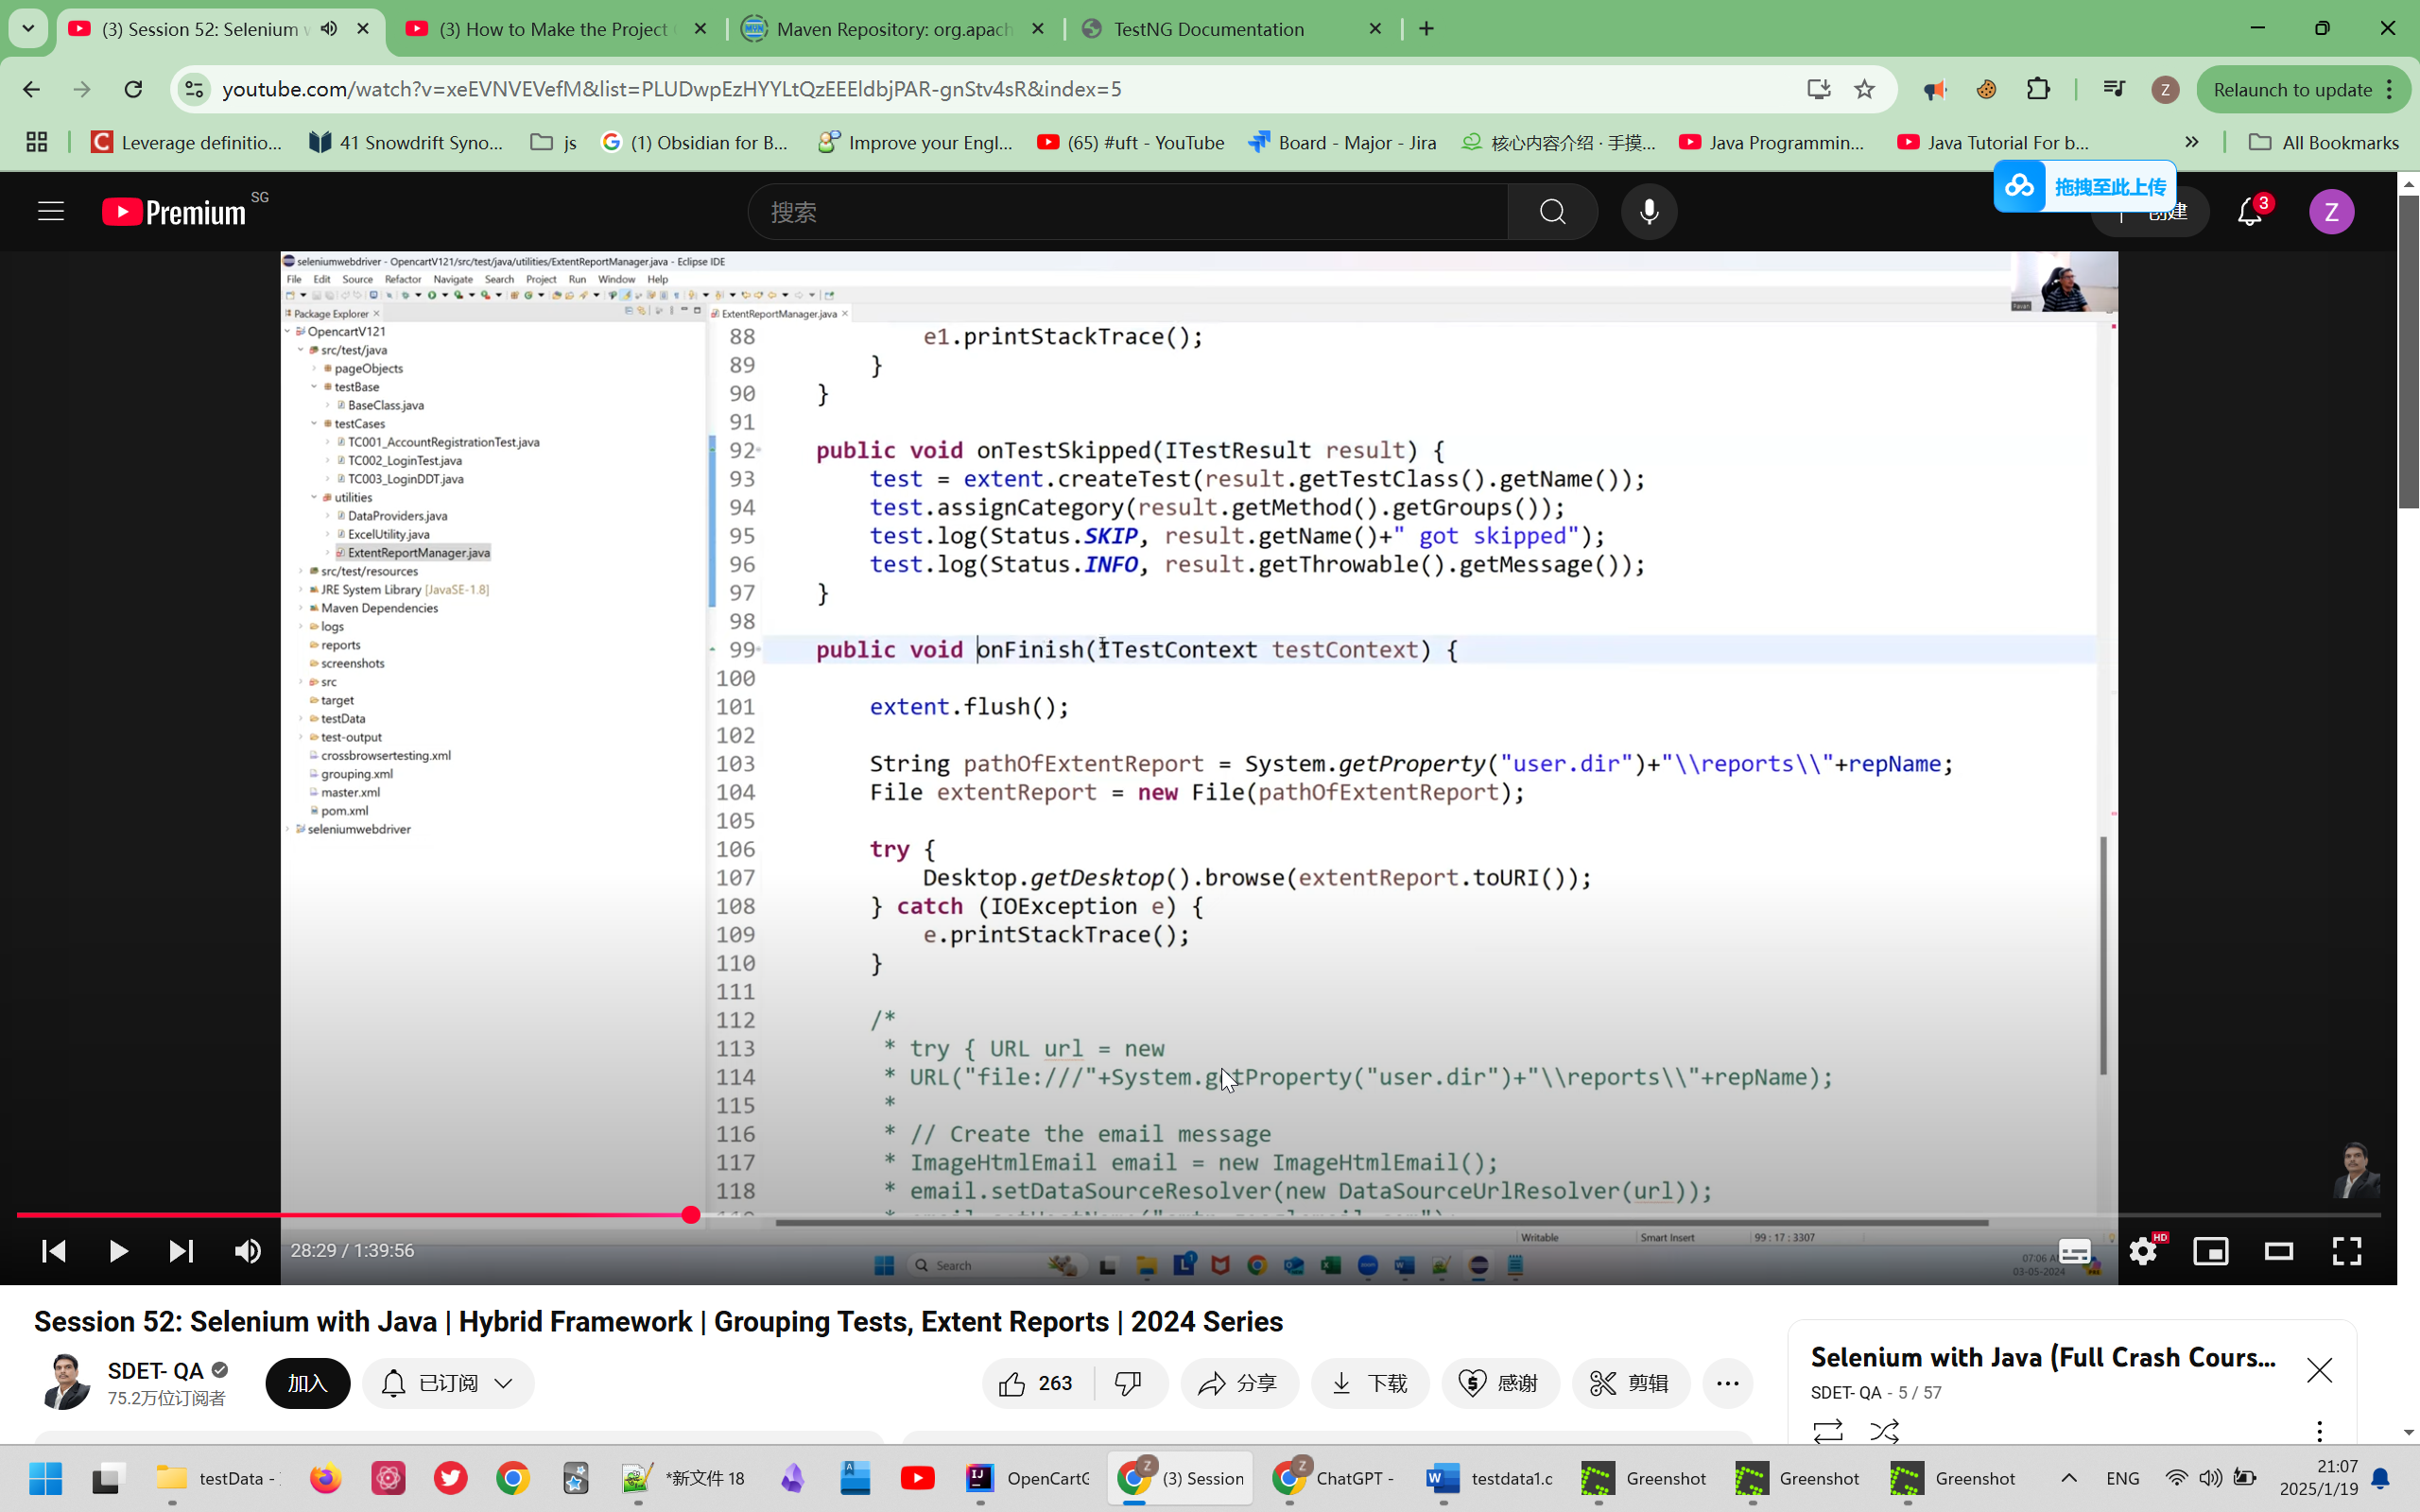 (3) Session 52: Selenium w
(3) How to Make the Project
Maven Repository: org.apach
TestNG Documentation
youtube.com/watch?v=xeEVNVEVefM&list=PLUDwpEzHYYLtQzEEEldbjPAR-gnStv4sR&index=5
Z
Relaunch to update
Leverage definitio...
41 Snowdrift Syno...
js
(1) Obsidian for B...
Improve your Engl...
(65) #uft - YouTube
Board - Major - Jira
核心内容介绍 · 手摸...
Java Programmin...
Java Tutorial For b...
All Bookmarks
拖拽至此上传
Premium SG
搜索
创建
3
Z
seleniumwebdriver - OpencartV121/src/test/java/utilities/ExtentReportManager.java - Eclipse IDE
File Edit Source Refactor Navigate Search Project Run Window Help
Package Explorer
ExtentReportManager.java
OpencartV121
src/test/java
pageObjects
testBase
BaseClass.java
testCases
TC001_AccountRegistrationTest.java
TC002_LoginTest.java
TC003_LoginDDT.java
utilities
DataProviders.java
ExcelUtility.java
ExtentReportManager.java
src/test/resources
JRE System Library [JavaSE-1.8]
Maven Dependencies
logs
reports
screenshots
src
target
testData
test-output
crossbrowsertesting.xml
grouping.xml
master.xml
pom.xml
seleniumwebdriver
88 e1.printStackTrace();
89 }
90 }
91
92 public void onTestSkipped(ITestResult result) {
93 test = extent.createTest(result.getTestClass().getName());
94 test.assignCategory(result.getMethod().getGroups());
95 test.log(Status.SKIP, result.getName()+" got skipped");
96 test.log(Status.INFO, result.getThrowable().getMessage());
97 }
98
99 public void onFinish(ITestContext testContext) {
100
101 extent.flush();
102
103 String pathOfExtentReport = System.getProperty("user.dir")+"\\reports\\"+repName;
104 File extentReport = new File(pathOfExtentReport);
105
106 try {
107 Desktop.getDesktop().browse(extentReport.toURI());
108 } catch (IOException e) {
109 e.printStackTrace();
110 }
111
112 /*
113 * try { URL url = new
114 * URL("file:///"+System.getProperty("user.dir")+"\\reports\\"+repName);
115 *
116 * // Create the email message
117 * ImageHtmlEmail email = new ImageHtmlEmail();
118 * email.setDataSourceResolver(new DataSourceUrlResolver(url));
Writable
Smart Insert
99 : 17 : 3307
Search
03-05-2024
28:29 / 1:39:56
HD
Session 52: Selenium with Java | Hybrid Framework | Grouping Tests, Extent Reports | 2024 Series
SDET- QA
75.2万位订阅者
加入
已订阅
263
分享
下载
感谢
剪辑
Selenium with Java (Full Crash Cours...
SDET- QA - 5 / 57
testData -
*新文件 18
OpenCartG
(3) Session
ChatGPT -
testdata1.c
Greenshot
Greenshot
Greenshot
ENG
21:07
2025/1/19